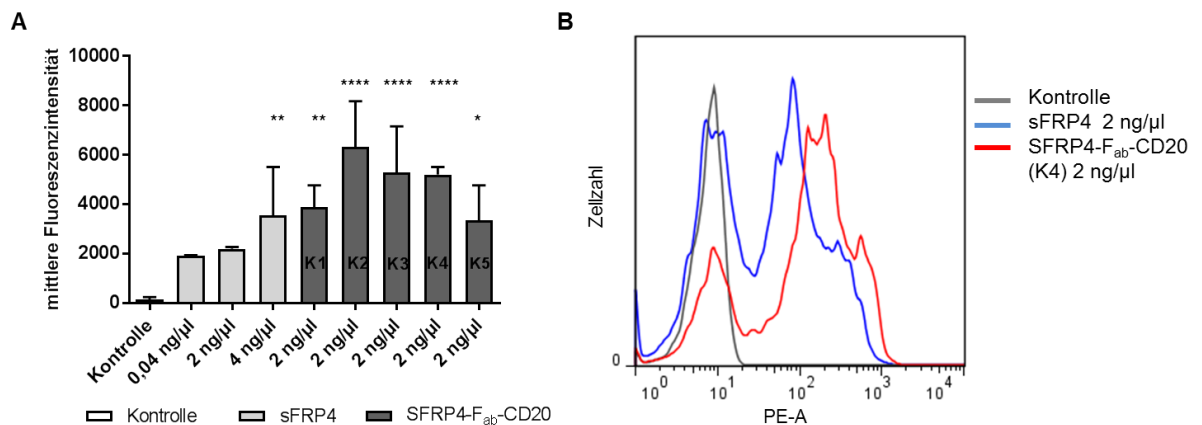 A
mittlere Fluoreszenzintensität
10000
8000
6000
4000
2000
0
** ** **** **** **** *
K1 K2 K3 K4 K5
Kontrolle
0,04 ng/µl
2 ng/µl
4 ng/µl
2 ng/µl
2 ng/µl
2 ng/µl
2 ng/µl
2 ng/µl
Kontrolle sFRP4 SFRP4-Fab-CD20
B
Zellzahl
0
10^0 10^1 10^2 10^3 10^4
PE-A
Kontrolle
sFRP4 2 ng/µl
SFRP4-Fab-CD20
(K4) 2 ng/µl